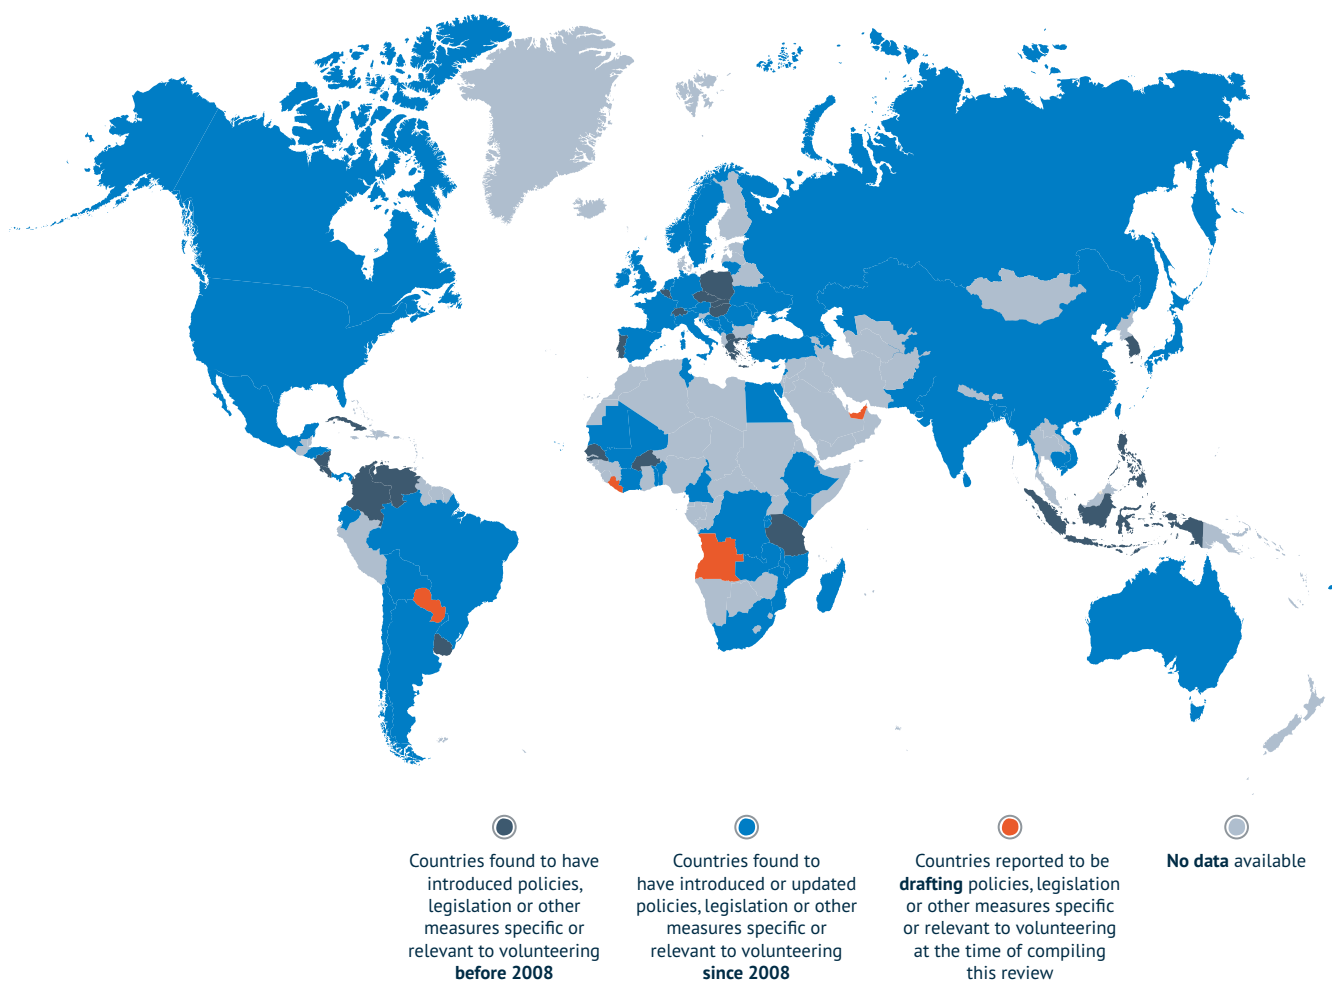 Countries found to have
introduced policies,
legislation or other
measures specific or
relevant to volunteering
before 2008
Countries found to
have introduced or updated
policies, legislation or other
measures specific or
relevant to volunteering
since 2008
Countries reported to be
drafting policies, legislation
or other measures specific
or relevant to volunteering
at the time of compiling
this review
No data available